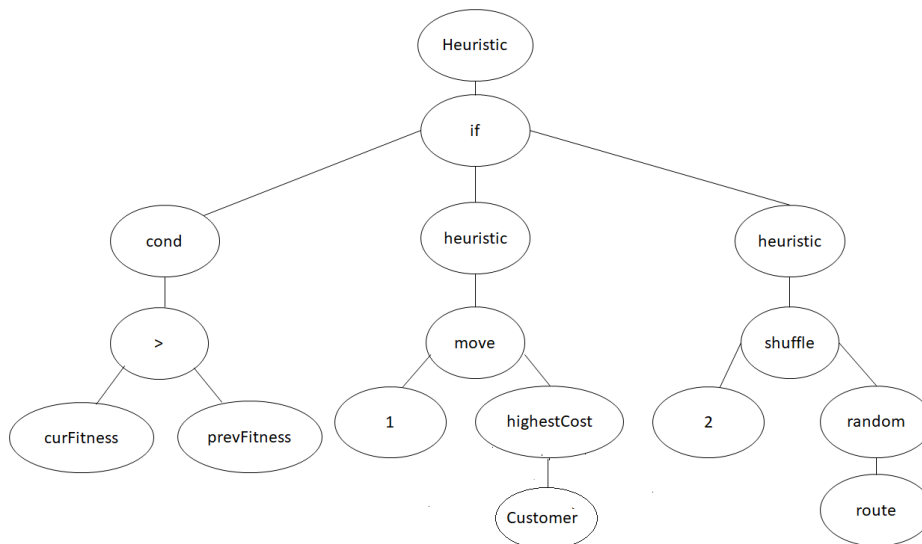 Heuristic
if
cond
heuristic
heuristic
>
move
shuffle
curFitness
prevFitness
1
highestCost
2
random
Customer
route